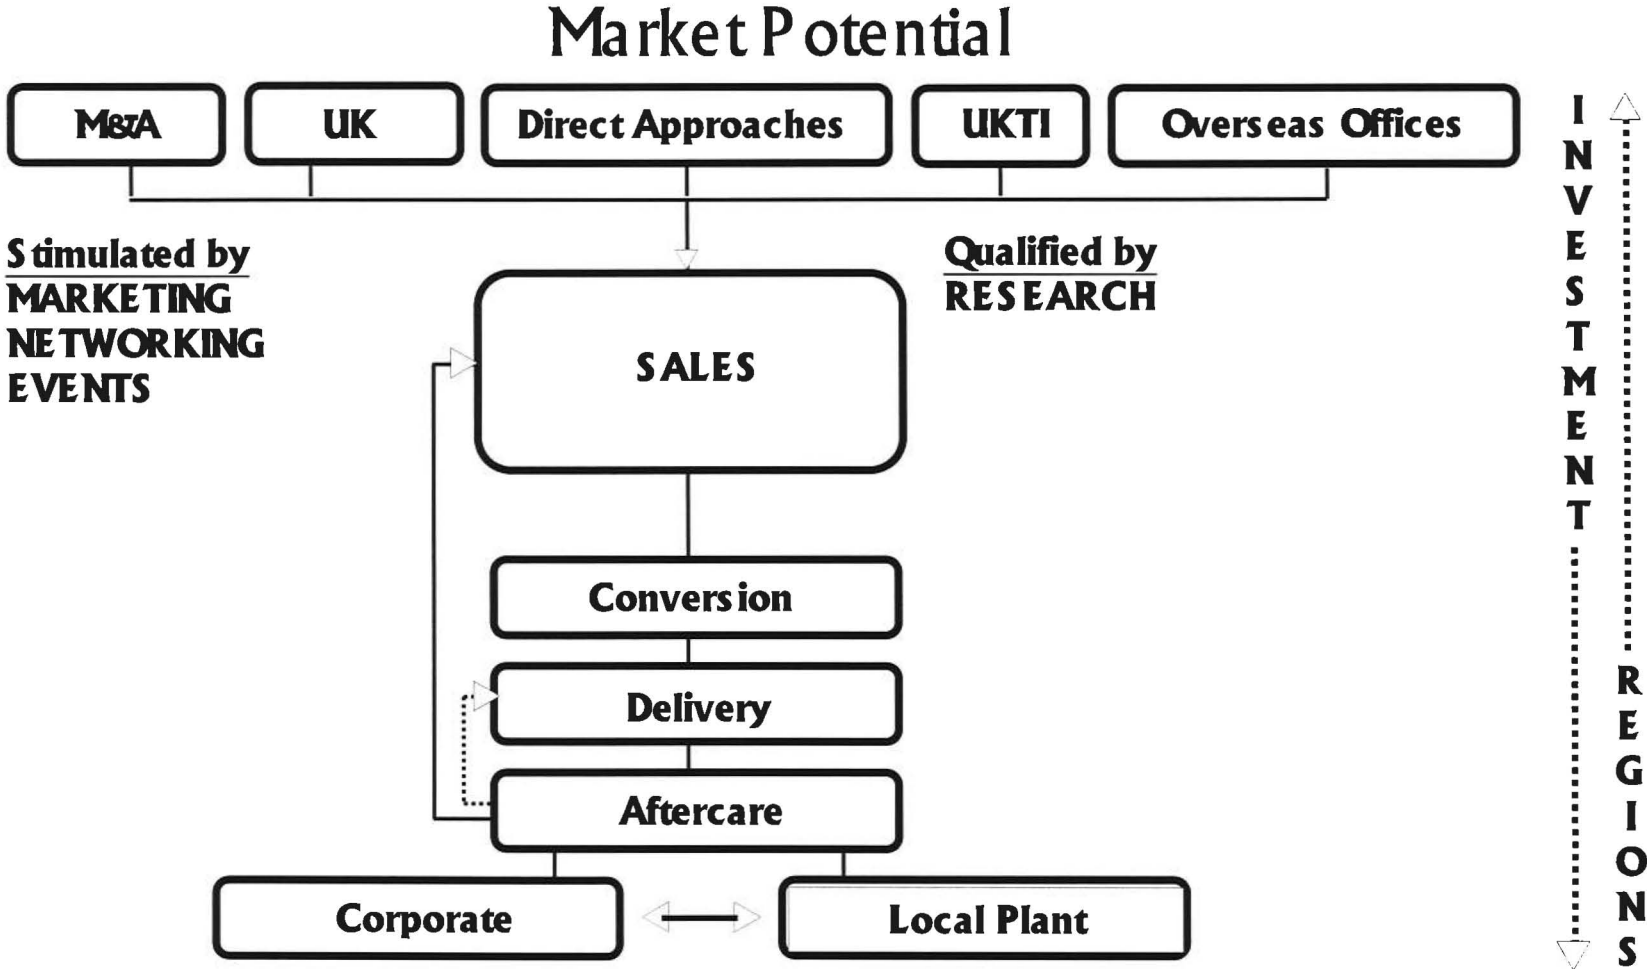 Market Potential
M&A
UK
Direct Approaches
UKTI
Overseas Offices
Stimulated by
MARKETING
NETWORKING
EVENTS
Qualified by
RESEARCH
SALES
Conversion
Delivery
Aftercare
Corporate
Local Plant
INVESTMENT
REGIONS